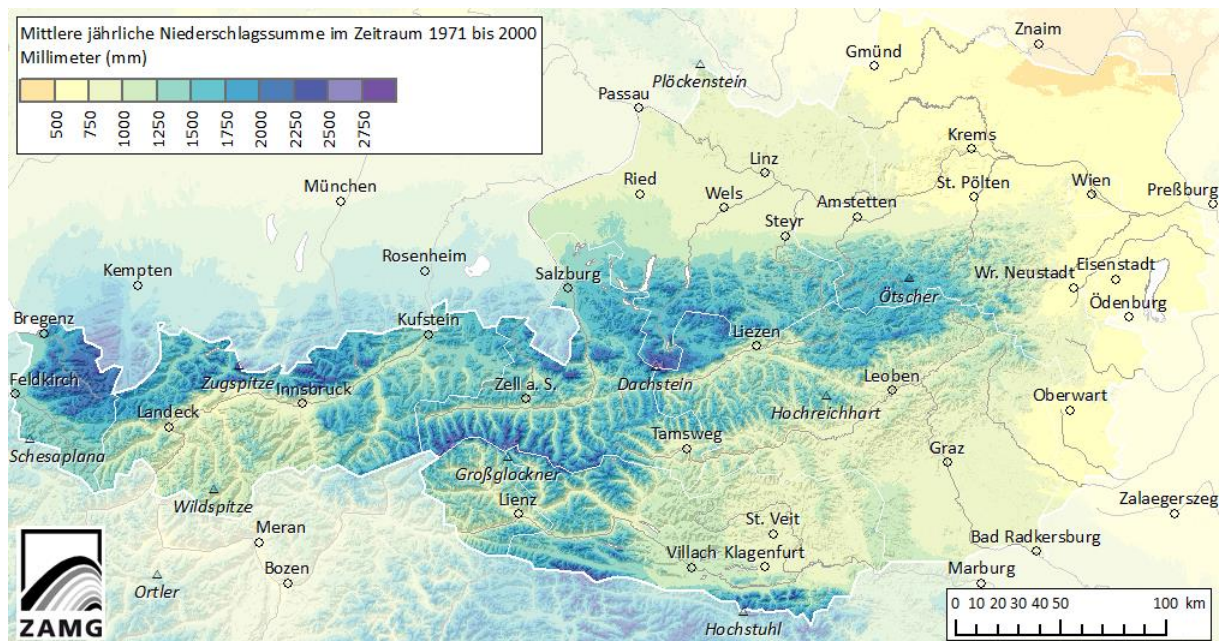 Mittlere jährliche Niederschlagssumme im Zeitraum 1971 bis 2000
Millimeter (mm)
500 750 1000 1250 1500 1750 2000 2250 2500 2750
Znaim
Gmünd
Plöckenstein
Passau
Krems
Linz
München
Ried
Wels
St. Pölten
Wien
Preßburg
Amstetten
Steyr
Rosenheim
Kempten
Salzburg
Ötscher
Wr. Neustadt
Eisenstadt
Ödenburg
Bregenz
Kufstein
Liezen
Feldkirch
Zugspitze
Innsbruck
Zell a. S.
Dachstein
Leoben
Hochreichhart
Oberwart
Landeck
Schesaplana
Tamsweg
Graz
Großglockner
Wildspitze
Lienz
Zalaegerszeg
Meran
St. Veit
Bad Radkersburg
Villach
Klagenfurt
Ortler
Bozen
Marburg
Hochstuhl
ZAMG
0 10 20 30 40 50 100 km